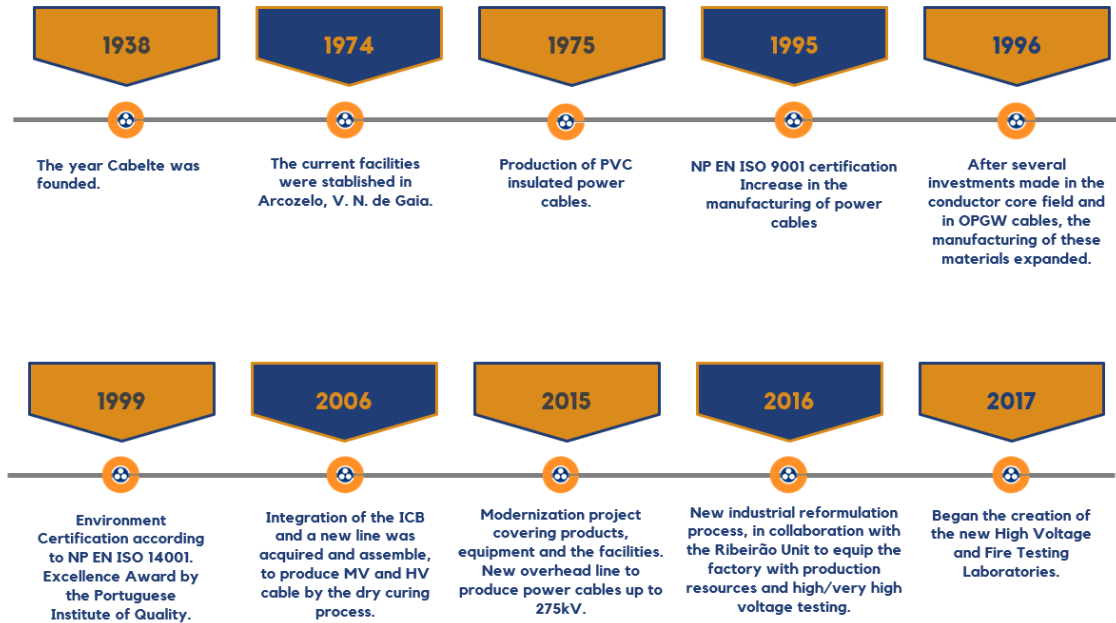 1938
The year Cabelte was
founded.
1974
The current facilities
were stablished in
Arcozelo, V. N. de Gaia.
1975
Production of PVC
insulated power
cables.
1995
NP EN ISO 9001 certification
Increase in the
manufacturing of power
cables
1996
After several
investments made in the
conductor core field and
in OPGW cables, the
manufacturing of these
materials expanded.
1999
Environment
Certification according
to NP EN ISO 14001.
Excellence Award by
the Portuguese
Institute of Quality.
2006
Integration of the ICB
and a new line was
acquired and assemble,
to produce MV and HV
cable by the dry curing
process.
2015
Modernization project
covering products,
equipment and the facilities.
New overhead line to
produce power cables up to
275kV.
2016
New industrial reformulation
process, in collaboration with
the Ribeirão Unit to equip the
factory with production
resources and high/very high
voltage testing.
2017
Began the creation of
the new High Voltage
and Fire Testing
Laboratories.